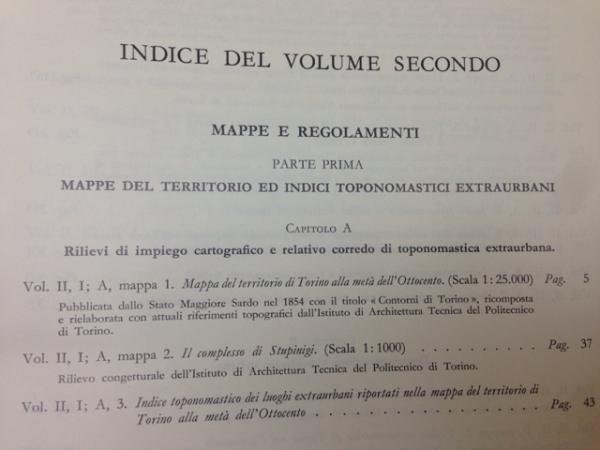 INDICE DEL VOLUME SECONDO
MAPPE E REGOLAMENTI
PARTE PRIMA
MAPPE DEL TERRITORIO ED INDICI TOPONOMASTICI EXTRAURBANI
CAPITOLO A
Rilievi di impiego cartografico e relativo corredo di toponomastica extraurbana.
Vol. II, I; A, mappa 1. Mappa del territorio di Torino alla metà dell'Ottocento. (Scala 1:25.000) Pag. 5
Pubblicata dallo Stato Maggiore Sardo nel 1854 con il titolo «Contorni di Torino», ricomposta
e rielaborata con attuali riferimenti topografici dall'Istituto di Architettura Tecnica del Politecnico
di Torino.
Vol. II, I; A, mappa 2. Il complesso di Stupinigi. (Scala 1:1000) . . . . . . . . . . Pag. 37
Rilievo congetturale dell'Istituto di Architettura Tecnica del Politecnico di Torino.
Vol. II, I; A, 3. Indice toponomastico dei luoghi extraurbani riportati nella mappa del territorio di
Torino alla metà dell'Ottocento . . . . . . . . . . . . . . . . . . . Pag. 43